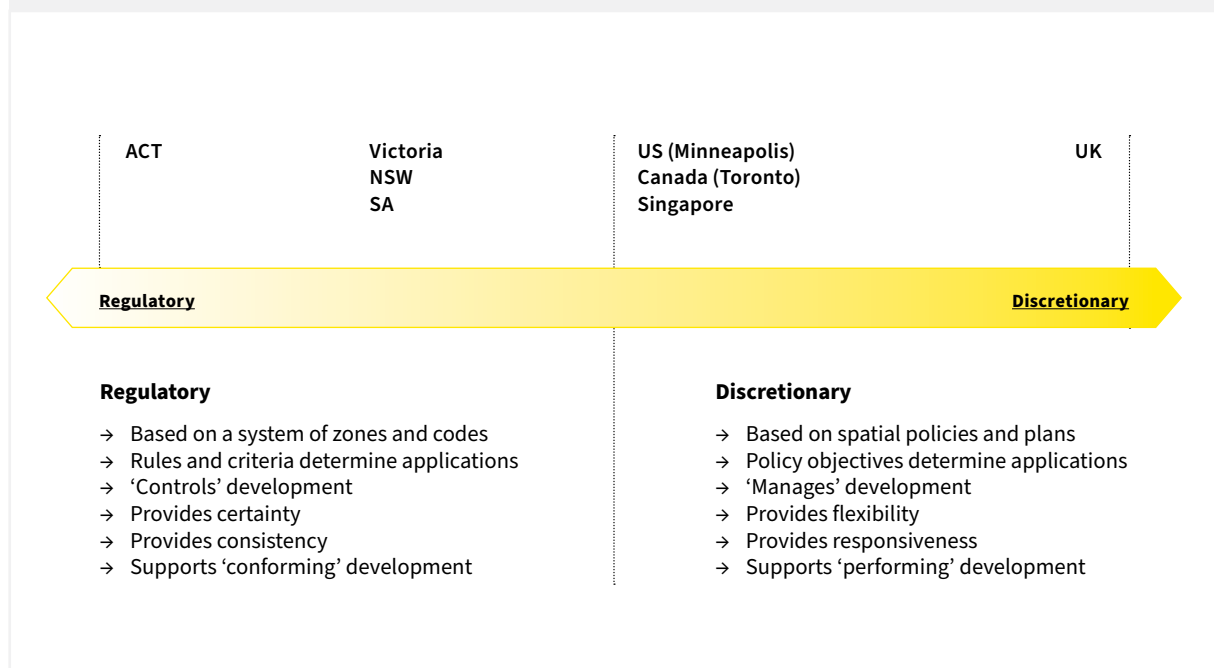 ACT
Victoria
NSW
SA
US (Minneapolis)
Canada (Toronto)
Singapore
UK
Regulatory
Discretionary
Regulatory
→ Based on a system of zones and codes
→ Rules and criteria determine applications
→ ‘Controls’ development
→ Provides certainty
→ Provides consistency
→ Supports ‘conforming’ development
Discretionary
→ Based on spatial policies and plans
→ Policy objectives determine applications
→ ‘Manages’ development
→ Provides flexibility
→ Provides responsiveness
→ Supports ‘performing’ development